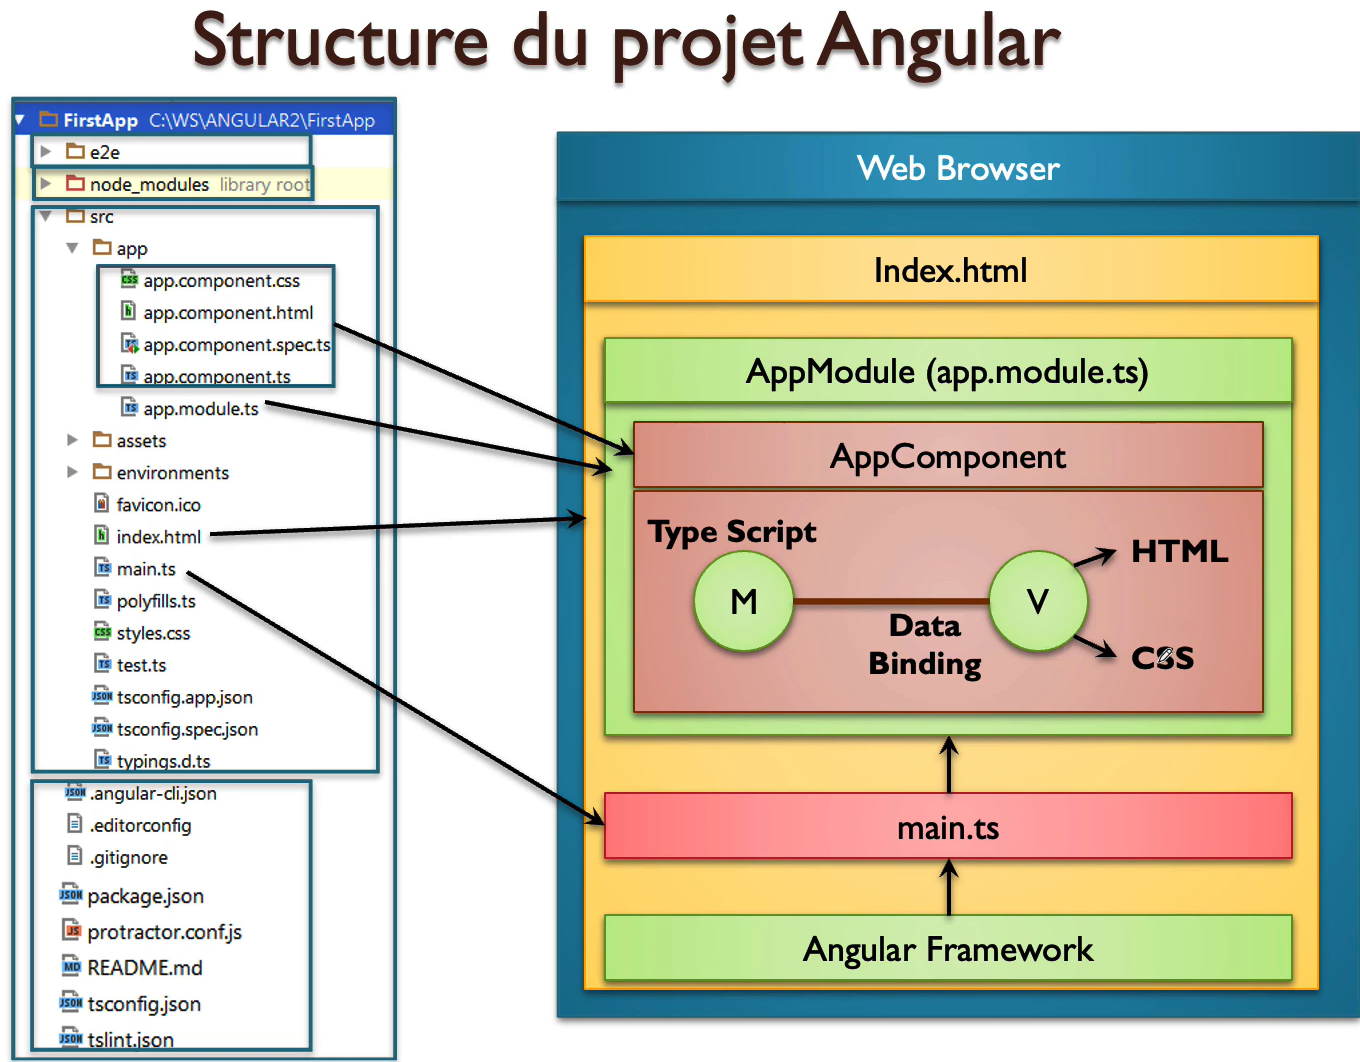 Structure du projet Angular
FirstApp C:\WS\ANGULAR2\FirstApp
e2e
node_modules library root
src
app
app.component.css
app.component.html
app.component.spec.ts
app.component.ts
app.module.ts
assets
environments
favicon.ico
index.html
main.ts
polyfills.ts
styles.css
test.ts
tsconfig.app.json
tsconfig.spec.json
typings.d.ts
.angular-cli.json
.editorconfig
.gitignore
package.json
protractor.conf.js
README.md
tsconfig.json
tslint.json
Web Browser
Index.html
AppModule (app.module.ts)
AppComponent
Type Script
M
V
HTML
Data
Binding
CSS
main.ts
Angular Framework